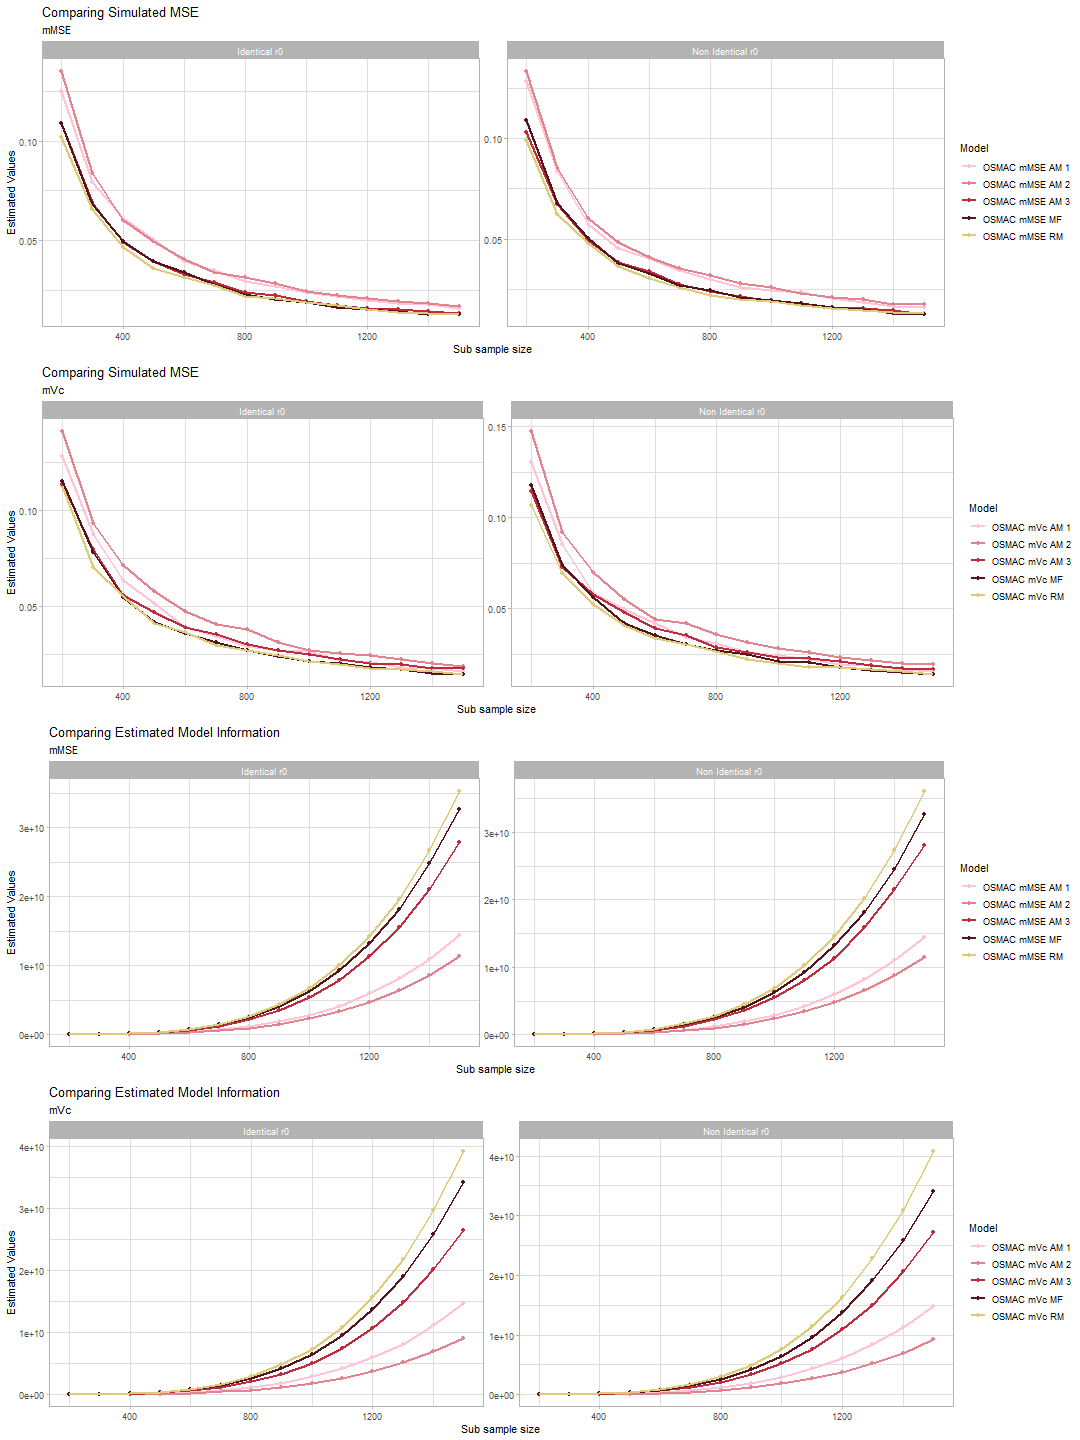 Comparing Simulated MSE
mMSE
Identical r0
Non Identical r0
Estimated Values
0.10
0.05
0.10
0.05
400
800
1200
400
800
1200
Sub sample size
Model
OSMAC mMSE AM 1
OSMAC mMSE AM 2
OSMAC mMSE AM 3
OSMAC mMSE MF
OSMAC mMSE RM
Comparing Simulated MSE
mVc
Identical r0
Non Identical r0
Estimated Values
0.10
0.05
0.15
0.10
0.05
400
800
1200
400
800
1200
Sub sample size
Model
OSMAC mVc AM 1
OSMAC mVc AM 2
OSMAC mVc AM 3
OSMAC mVc MF
OSMAC mVc RM
Comparing Estimated Model Information
mMSE
Identical r0
Non Identical r0
Estimated Values
3e+10
2e+10
1e+10
0e+00
3e+10
2e+10
1e+10
0e+00
400
800
1200
400
800
1200
Sub sample size
Model
OSMAC mMSE AM 1
OSMAC mMSE AM 2
OSMAC mMSE AM 3
OSMAC mMSE MF
OSMAC mMSE RM
Comparing Estimated Model Information
mVc
Identical r0
Non Identical r0
Estimated Values
4e+10
3e+10
2e+10
1e+10
0e+00
4e+10
3e+10
2e+10
1e+10
0e+00
400
800
1200
400
800
1200
Sub sample size
Model
OSMAC mVc AM 1
OSMAC mVc AM 2
OSMAC mVc AM 3
OSMAC mVc MF
OSMAC mVc RM